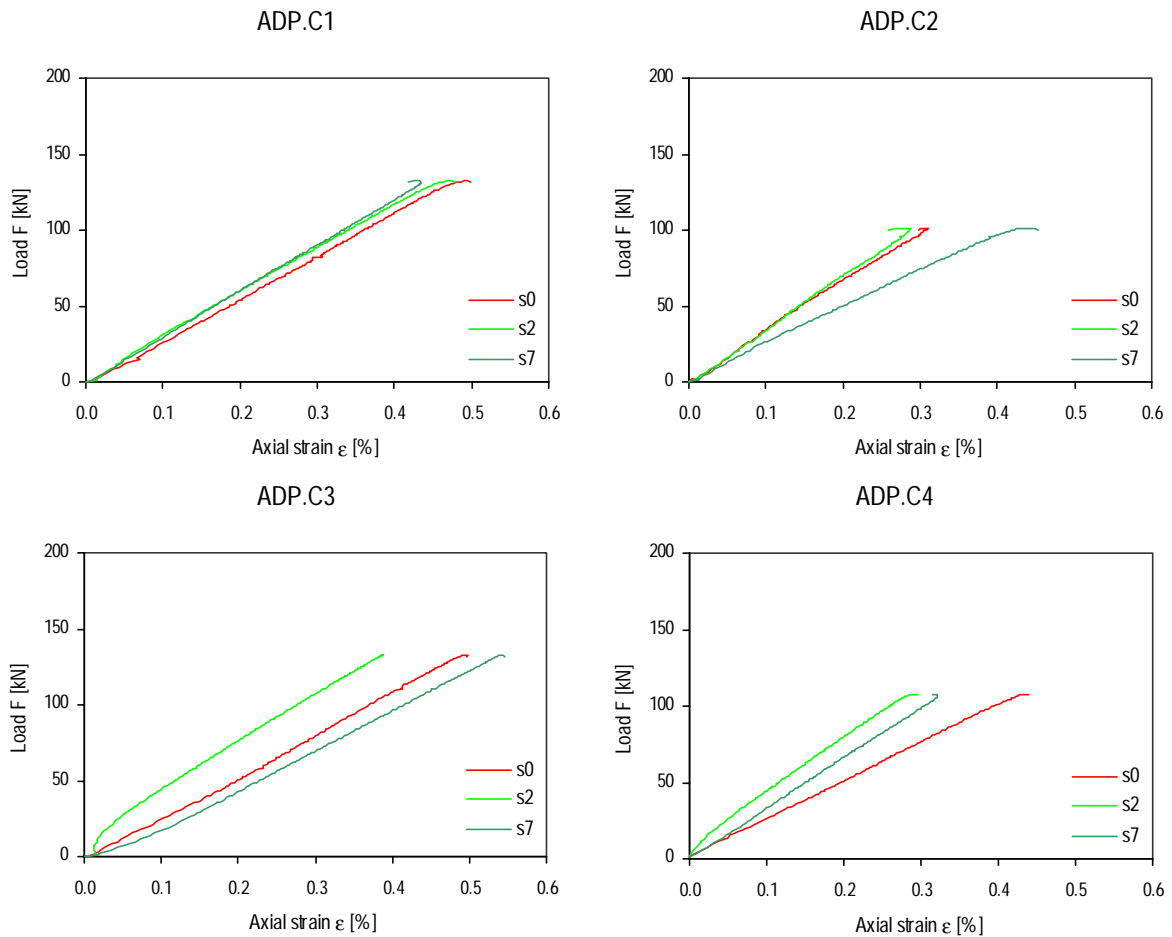 ADP.C1
200
150
100
50
0
Load F [kN]
s0
s2
s7
0.0 0.1 0.2 0.3 0.4 0.5 0.6
Axial strain ε [%]
ADP.C2
200
150
100
50
0
Load F [kN]
s0
s2
s7
0.0 0.1 0.2 0.3 0.4 0.5 0.6
Axial strain ε [%]
ADP.C3
200
150
100
50
0
Load F [kN]
s0
s2
s7
0.0 0.1 0.2 0.3 0.4 0.5 0.6
Axial strain ε [%]
ADP.C4
200
150
100
50
0
Load F [kN]
s0
s2
s7
0.0 0.1 0.2 0.3 0.4 0.5 0.6
Axial strain ε [%]